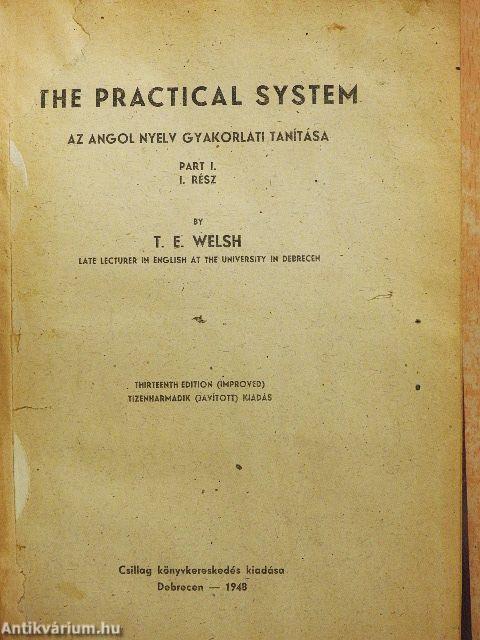 THE PRACTICAL SYSTEM
AZ ANGOL NYELV GYAKORLATI TANÍTÁSA
PART I.
I. RÉSZ
BY
T. E. WELSH
LATE LECTURER IN ENGLISH AT THE UNIVERSITY IN DEBRECEN
THIRTEENTH EDITION (IMPROVED)
TIZENHARMADIK (JAVÍTOTT) KIADÁS
Csillag könyvkereskedés kiadása
Debrecen — 1948
Antikvárium.hu